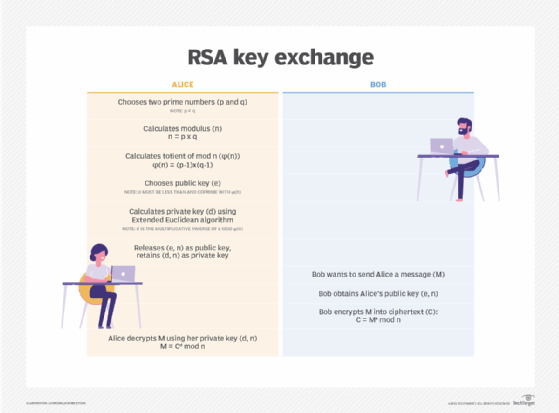 RSA key exchange
ALICE
BOB
Chooses two prime numbers (p and q)
NOTE: p ≠ q
Calculates modulus (n)
n = p x q
Calculates totient of mod n (φ(n))
φ(n) = (p-1)x(q-1)
Chooses public key (e)
NOTE: e MUST BE LESS THAN AND COPRIME WITH φ(n)
Calculates private key (d) using
Extended Euclidean algorithm
NOTE: d IS THE MULTIPLICATIVE INVERSE OF e MOD φ(n)
Releases (e, n) as public key,
retains (d, n) as private key
Bob wants to send Alice a message (M)
Bob obtains Alice's public key (e, n)
Bob encrypts M into ciphertext (C):
C = Mᵉ mod n
Alice decrypts M using her private key (d, n)
M = Cᵈ mod n
TechTarget